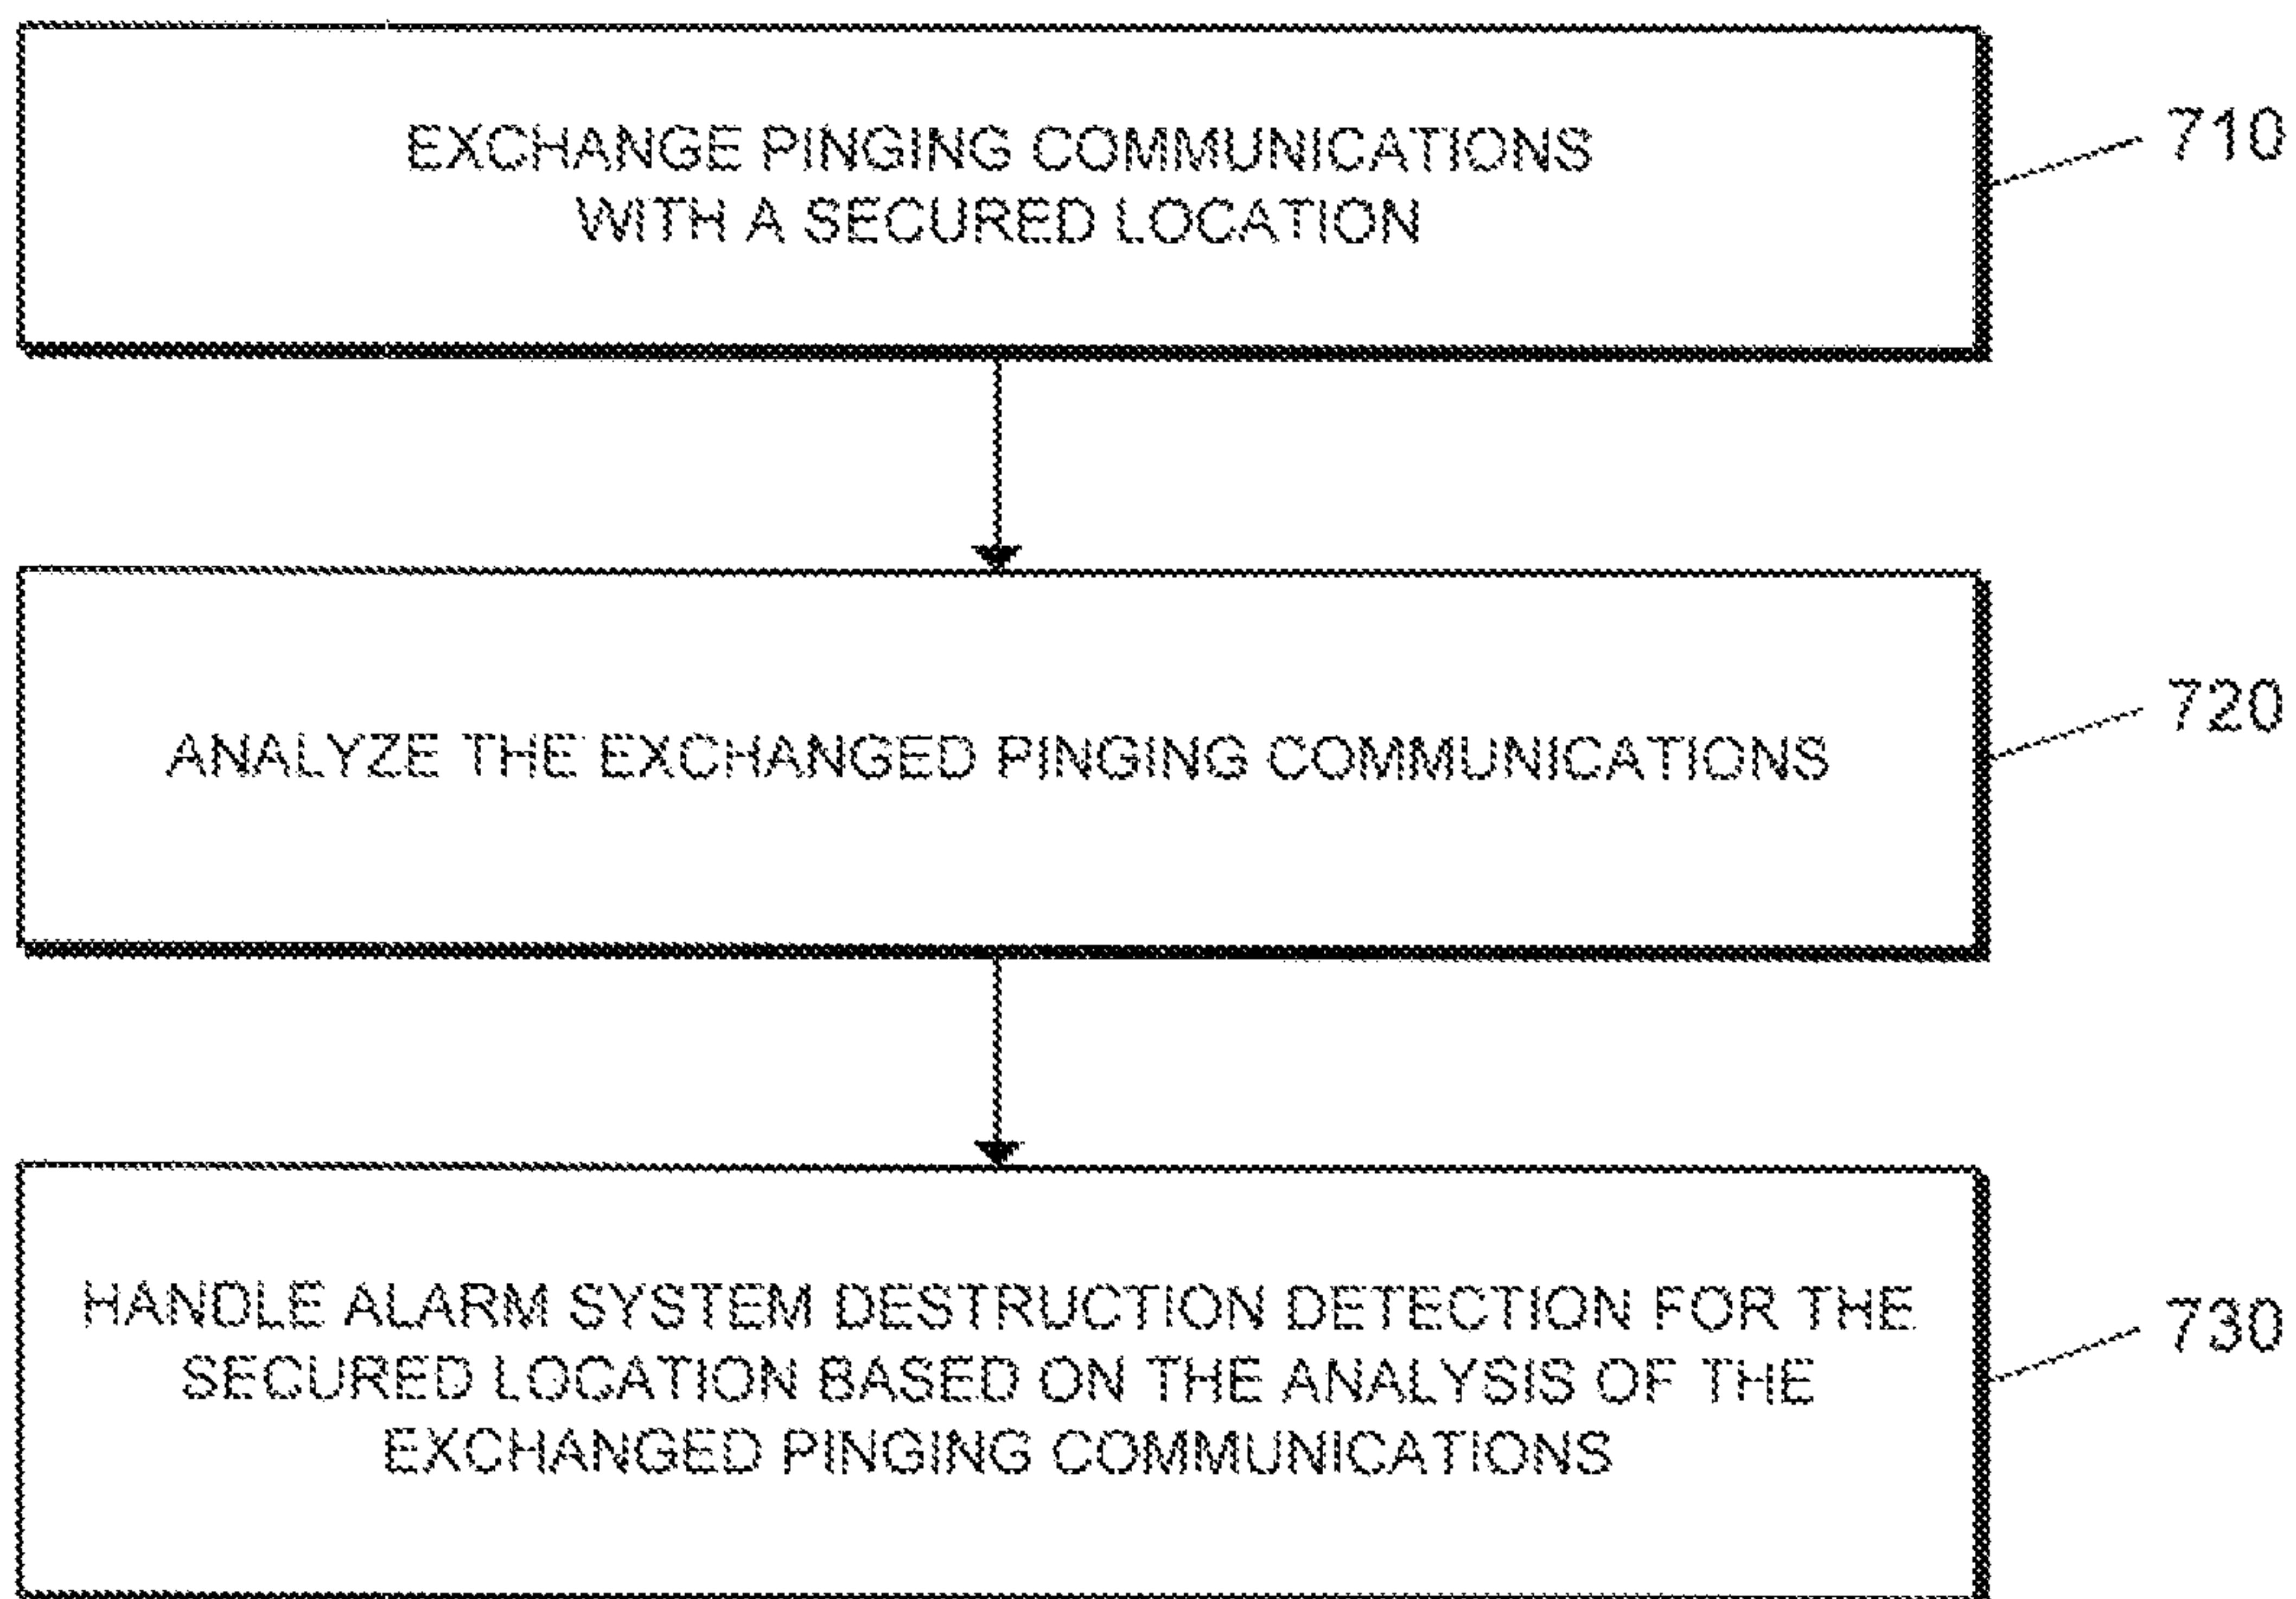 EXCHANGE PINGING COMMUNICATIONS
WITH A SECURED LOCATION
710
ANALYZE THE EXCHANGED PINGING COMMUNICATIONS
720
HANDLE ALARM SYSTEM DESTRUCTION DETECTION FOR THE
SECURED LOCATION BASED ON THE ANALYSIS OF THE
EXCHANGED PINGING COMMUNICATIONS
730